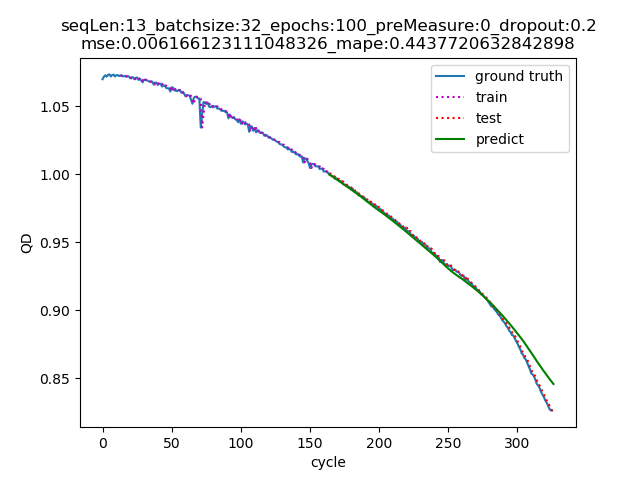 seqLen:13_batchsize:32_epochs:100_preMeasure:0_dropout:0.2
mse:0.006166123111048326_mape:0.4437720632842898
ground truth
train
test
predict
1.05
1.00
0.95
0.90
0.85
QD
0 50 100 150 200 250 300
cycle